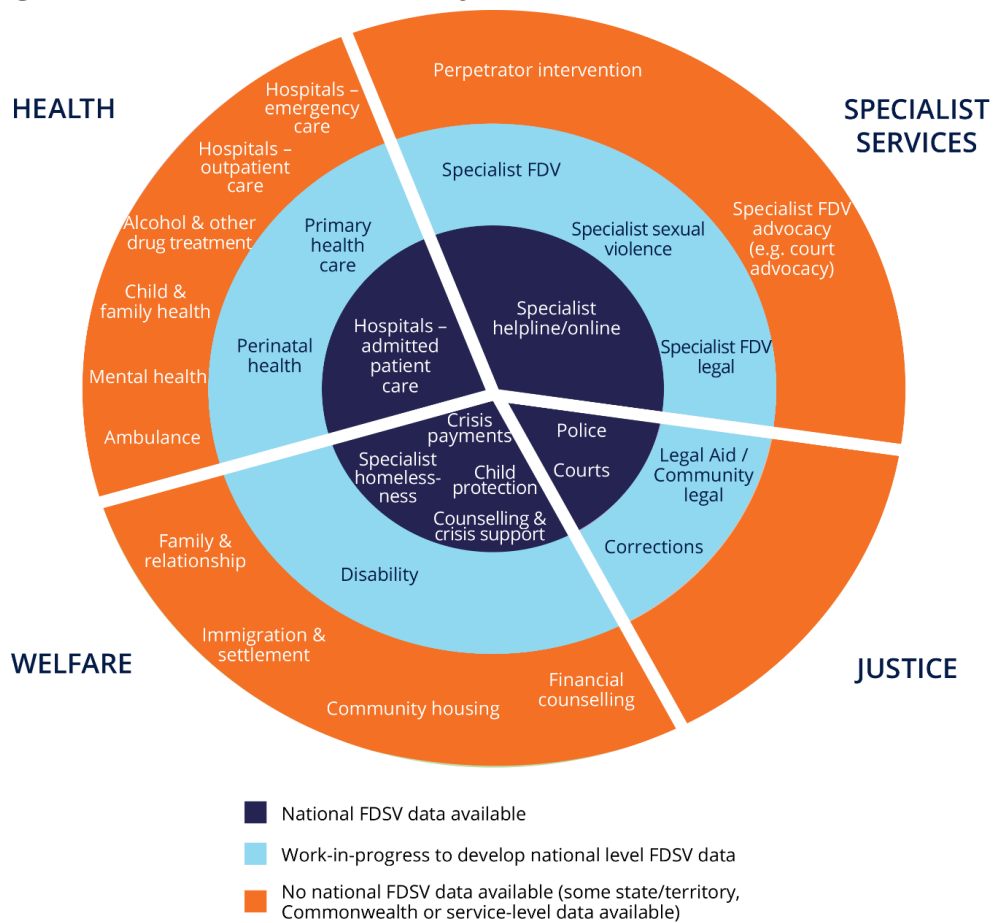 HEALTH
Hospitals –
emergency
care
Hospitals –
outpatient
care
Alcohol & other
drug treatment
Child &
family health
Mental health
Ambulance
Primary
health
care
Perinatal
health
Hospitals –
admitted
patient
care
SPECIALIST
SERVICES
Perpetrator intervention
Specialist FDV
advocacy
(e.g. court
advocacy)
Specialist FDV
Specialist sexual
violence
Specialist FDV
legal
Specialist
helpline/online
WELFARE
Crisis
payments
Specialist
homeless-
ness
Child
protection
Counselling &
crisis support
Disability
Family &
relationship
Immigration &
settlement
Community housing
Financial
counselling
JUSTICE
Police
Courts
Legal Aid /
Community
legal
Corrections
National FDSV data available
Work-in-progress to develop national level FDSV data
No national FDSV data available (some state/territory,
Commonwealth or service-level data available)